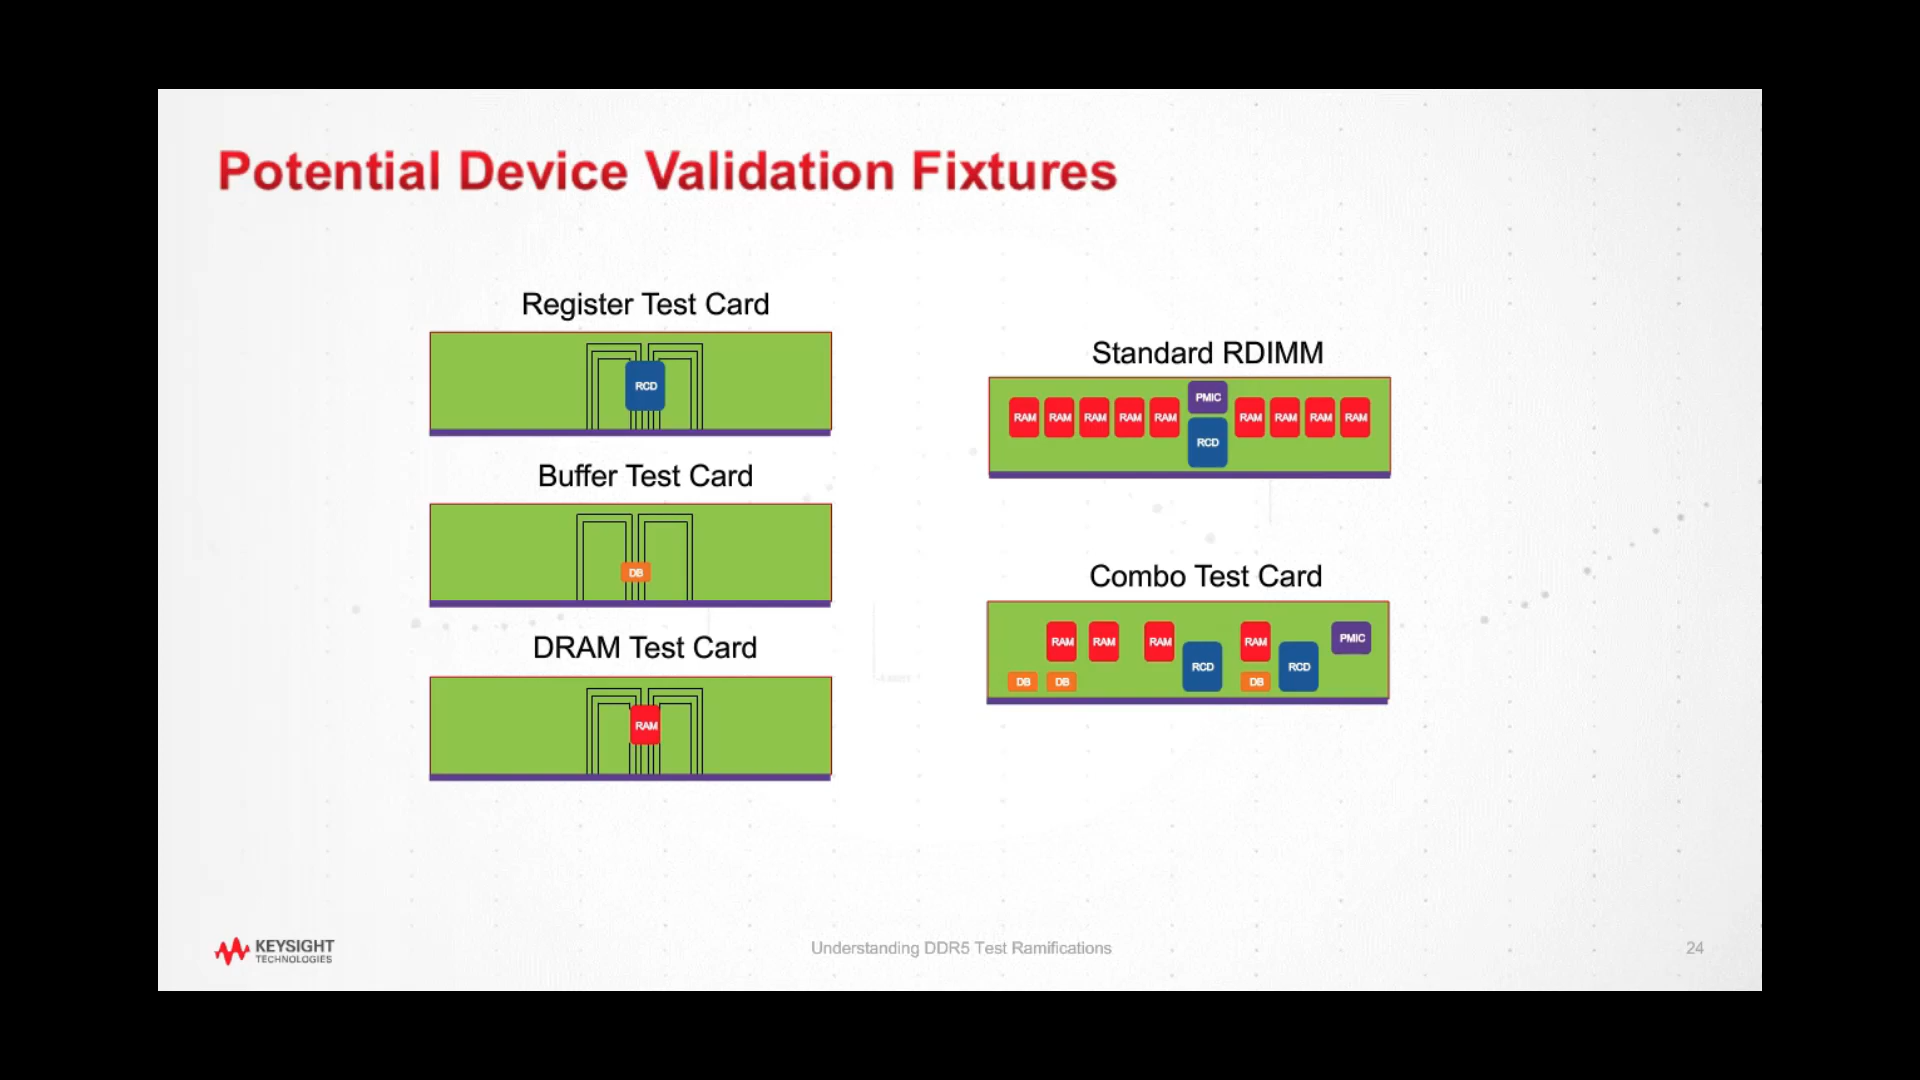 Potential Device Validation Fixtures
Register Test Card
RCD
Buffer Test Card
DB
DRAM Test Card
RAM
Standard RDIMM
PMIC
RAM RAM RAM RAM RAM RAM RAM RAM RAM
RCD
Combo Test Card
RAM RAM RAM RAM PMIC
RCD RCD
DB DB DB
KEYSIGHT
TECHNOLOGIES
Understanding DDR5 Test Ramifications
24